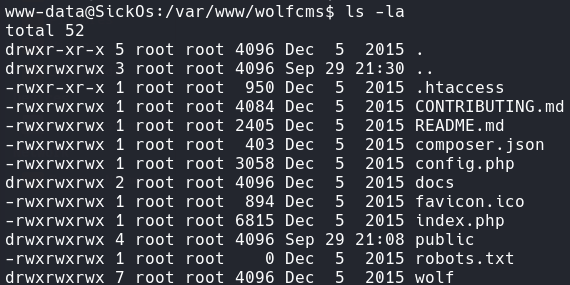 www-data@SickOs:/var/www/wolfcms$ ls -la
total 52
drwxr-xr-x 5 root root 4096 Dec  5  2015 .
drwxrwxrwx 3 root root 4096 Sep 29 21:30 ..
-rwxr-xr-x 1 root root  950 Dec  5  2015 .htaccess
-rwxrwxrwx 1 root root 4084 Dec  5  2015 CONTRIBUTING.md
-rwxrwxrwx 1 root root 2405 Dec  5  2015 README.md
-rwxrwxrwx 1 root root  403 Dec  5  2015 composer.json
-rwxrwxrwx 1 root root 3058 Dec  5  2015 config.php
drwxrwxrwx 2 root root 4096 Dec  5  2015 docs
-rwxrwxrwx 1 root root  894 Dec  5  2015 favicon.ico
-rwxrwxrwx 1 root root 6815 Dec  5  2015 index.php
drwxrwxrwx 4 root root 4096 Sep 29 21:08 public
-rwxrwxrwx 1 root root    0 Dec  5  2015 robots.txt
drwxrwxrwx 7 root root 4096 Dec  5  2015 wolf